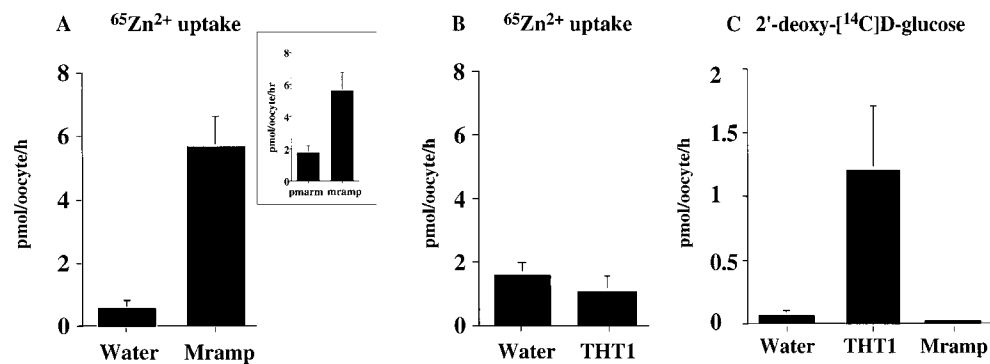 A ⁶⁵Zn²⁺ uptake
pmol/oocyte/h
8
6
4
2
0
Water Mramp
pmol/oocyte/hr
8
6
4
2
0
pmarm mramp
B ⁶⁵Zn²⁺ uptake
pmol/oocyte/h
8
6
4
2
0
Water THT1
C 2'-deoxy-[¹⁴C]D-glucose
pmol/oocyte/h
2
1.5
1
0.5
0
Water THT1 Mramp